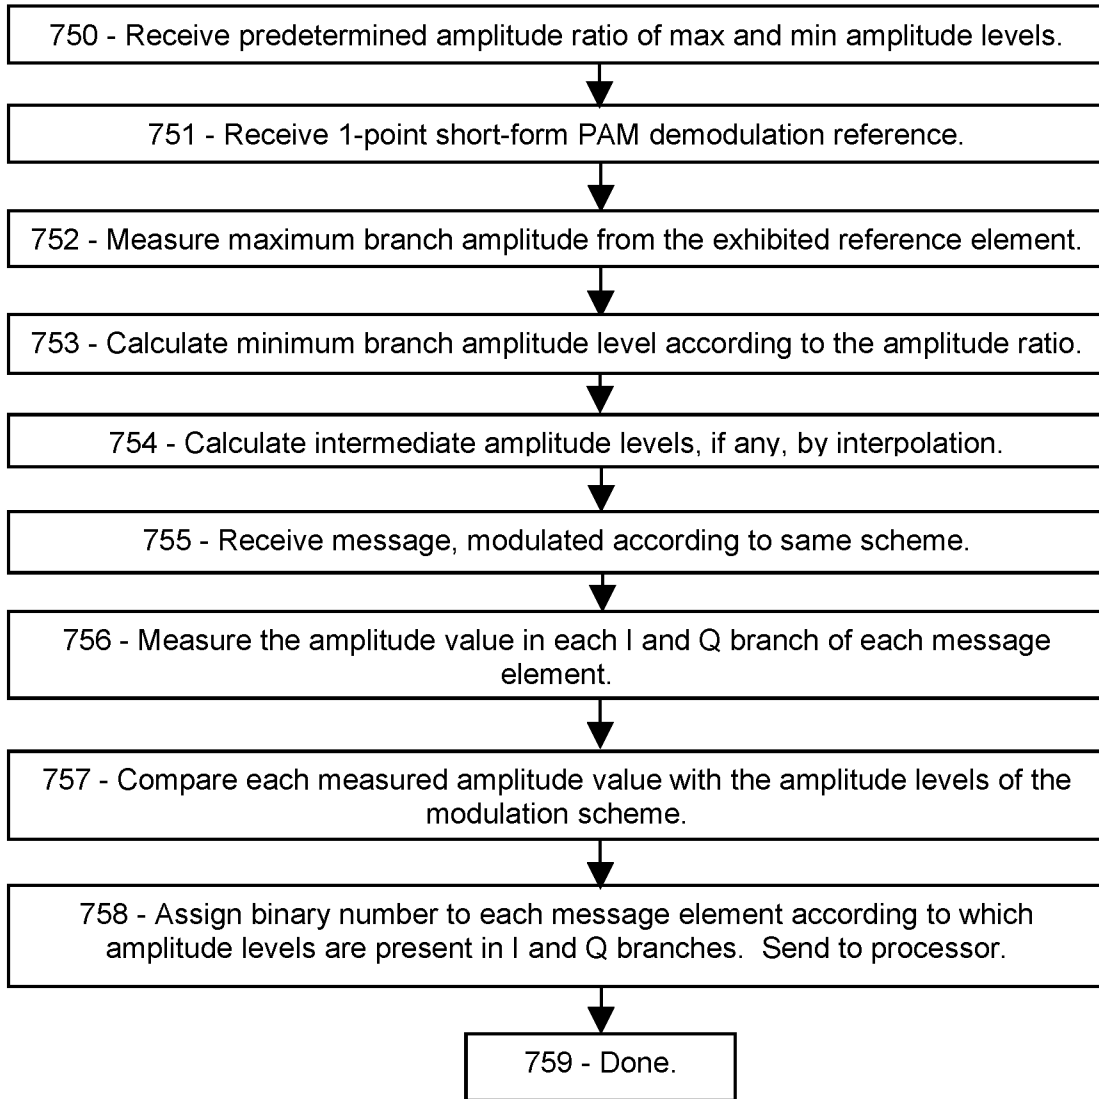 750 - Receive predetermined amplitude ratio of max and min amplitude levels.
751 - Receive 1-point short-form PAM demodulation reference.
752 - Measure maximum branch amplitude from the exhibited reference element.
753 - Calculate minimum branch amplitude level according to the amplitude ratio.
754 - Calculate intermediate amplitude levels, if any, by interpolation.
755 - Receive message, modulated according to same scheme.
756 - Measure the amplitude value in each I and Q branch of each message
element.
757 - Compare each measured amplitude value with the amplitude levels of the
modulation scheme.
758 - Assign binary number to each message element according to which
amplitude levels are present in I and Q branches.  Send to processor.
759 - Done.